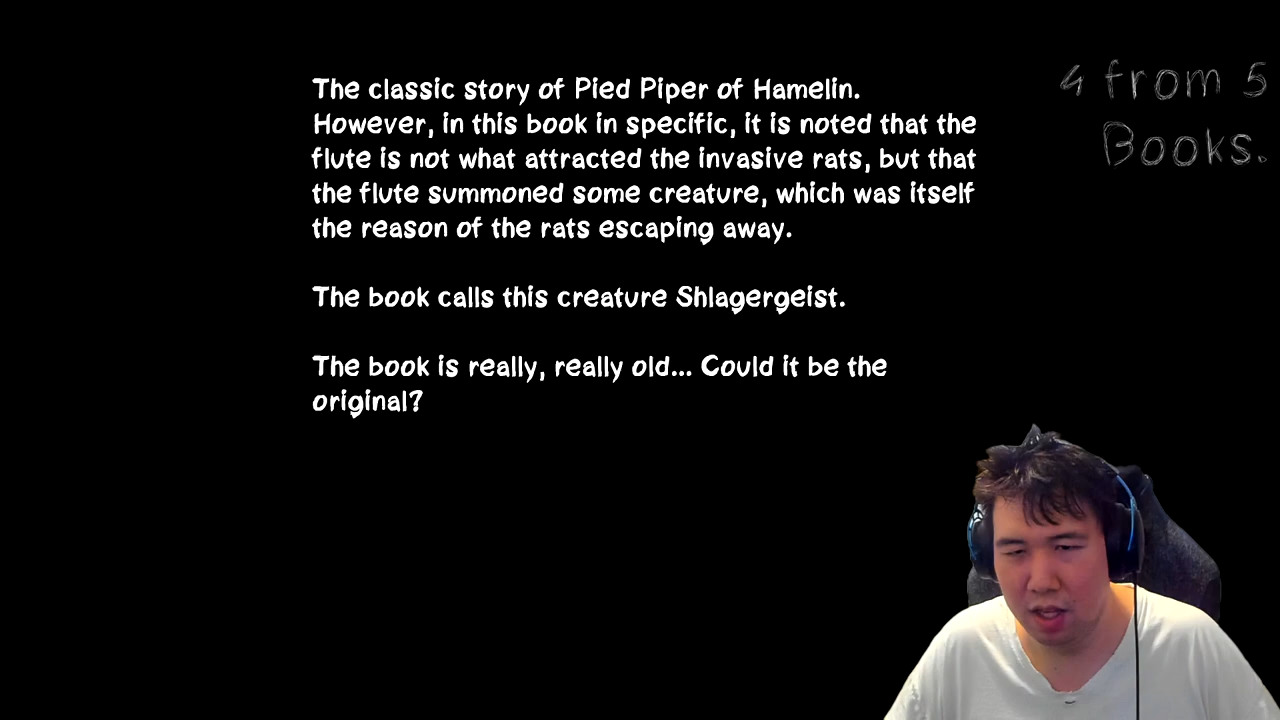 The classic story of Pied Piper of Hamelin.
However, in this book in specific, it is noted that the
flute is not what attracted the invasive rats, but that
the flute summoned some creature, which was itself
the reason of the rats escaping away.
The book calls this creature Shlagergeist.
The book is really, really old... Could it be the
original?
4 from 5
Books.